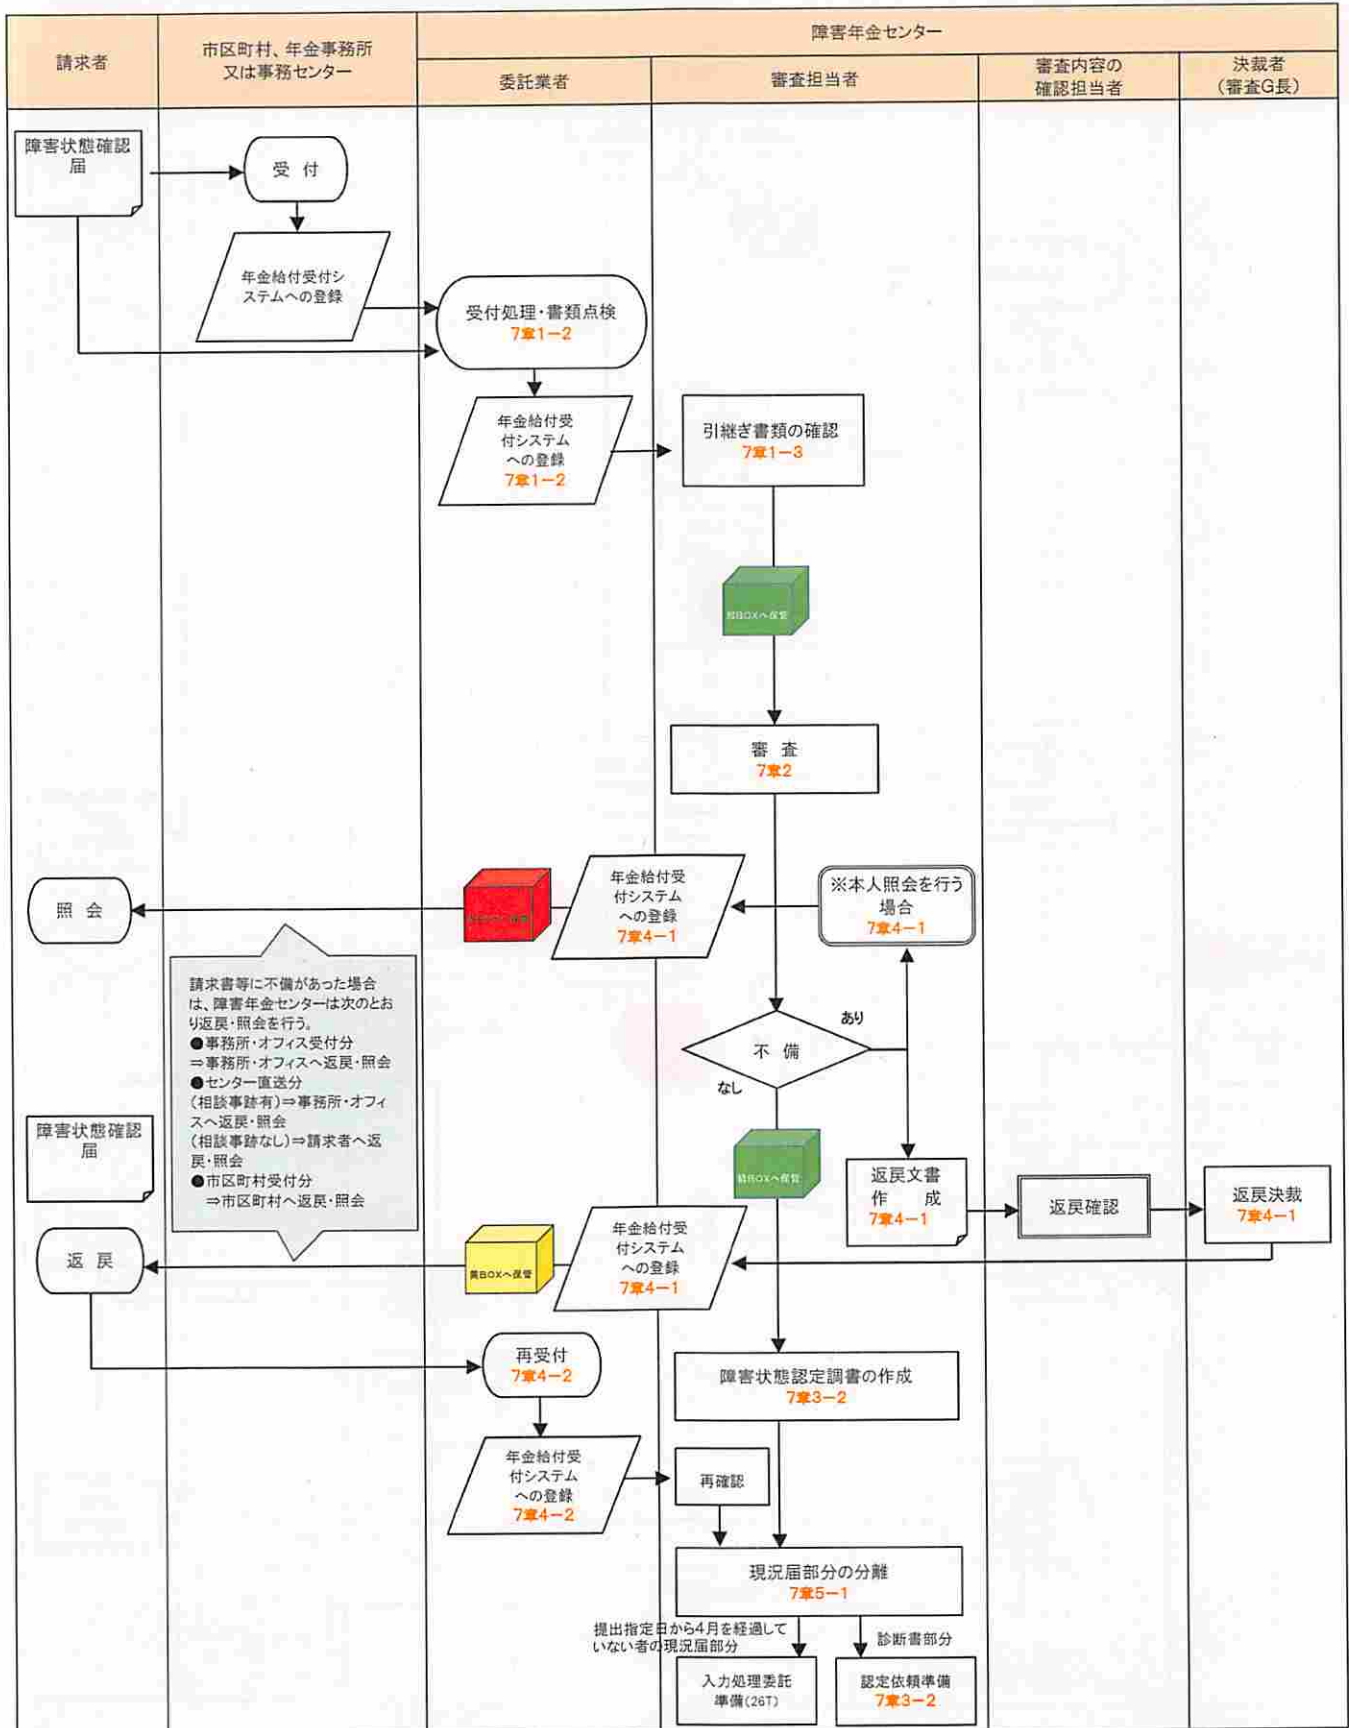 請求者
市区町村、年金事務所
又は事務センター
障害年金センター
委託業者
審査担当者
審査内容の
確認担当者
決裁者
(審査G長)
障害状態確認
届
受 付
年金給付受付シ
ステムへの登録
受付処理・書類点検
7章1-2
年金給付受
付システム
への登録
7章1-2
引継ぎ書類の確認
7章1-3
BOXへ保管
審 査
7章2
照 会
年金給付受
付システム
への登録
7章4-1
※本人照会を行う
場合
7章4-1
請求書等に不備があった場合
は、障害年金センターは次のとお
り返戻・照会を行う。
●事務所・オフィス受付分
⇒事務所・オフィスへ返戻・照会
●センター直送分
(相談事跡有)⇒事務所・オフィ
スへ返戻・照会
(相談事跡なし)⇒請求者へ返
戻・照会
●市区町村受付分
⇒市区町村へ返戻・照会
不 備
あり
なし
障害状態確認
届
BOXへ保管
返戻文書
作 成
7章4-1
返戻確認
返戻決裁
7章4-1
返 戻
黄BOXへ保管
年金給付受
付システム
への登録
7章4-1
再受付
7章4-2
障害状態認定調書の作成
7章3-2
年金給付受
付システム
への登録
7章4-2
再確認
現況届部分の分離
7章5-1
提出指定日から4月を経過して
いない者の現況届部分
診断書部分
入力処理委託
準備(26T)
認定依頼準備
7章3-2